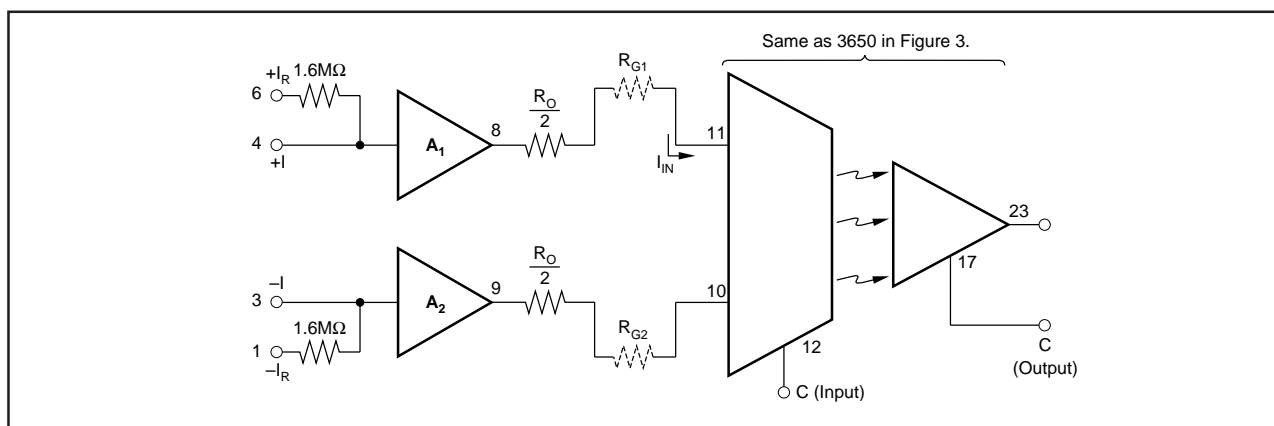 Same as 3650 in Figure 3.
+I_R 1.6MΩ
6
4
+I
A_1
8
R_O
2
R_G1
I_IN
11
–I
3
1.6MΩ
1
–I_R
A_2
9
R_O
2
R_G2
10
12
C (Input)
23
17
C
(Output)